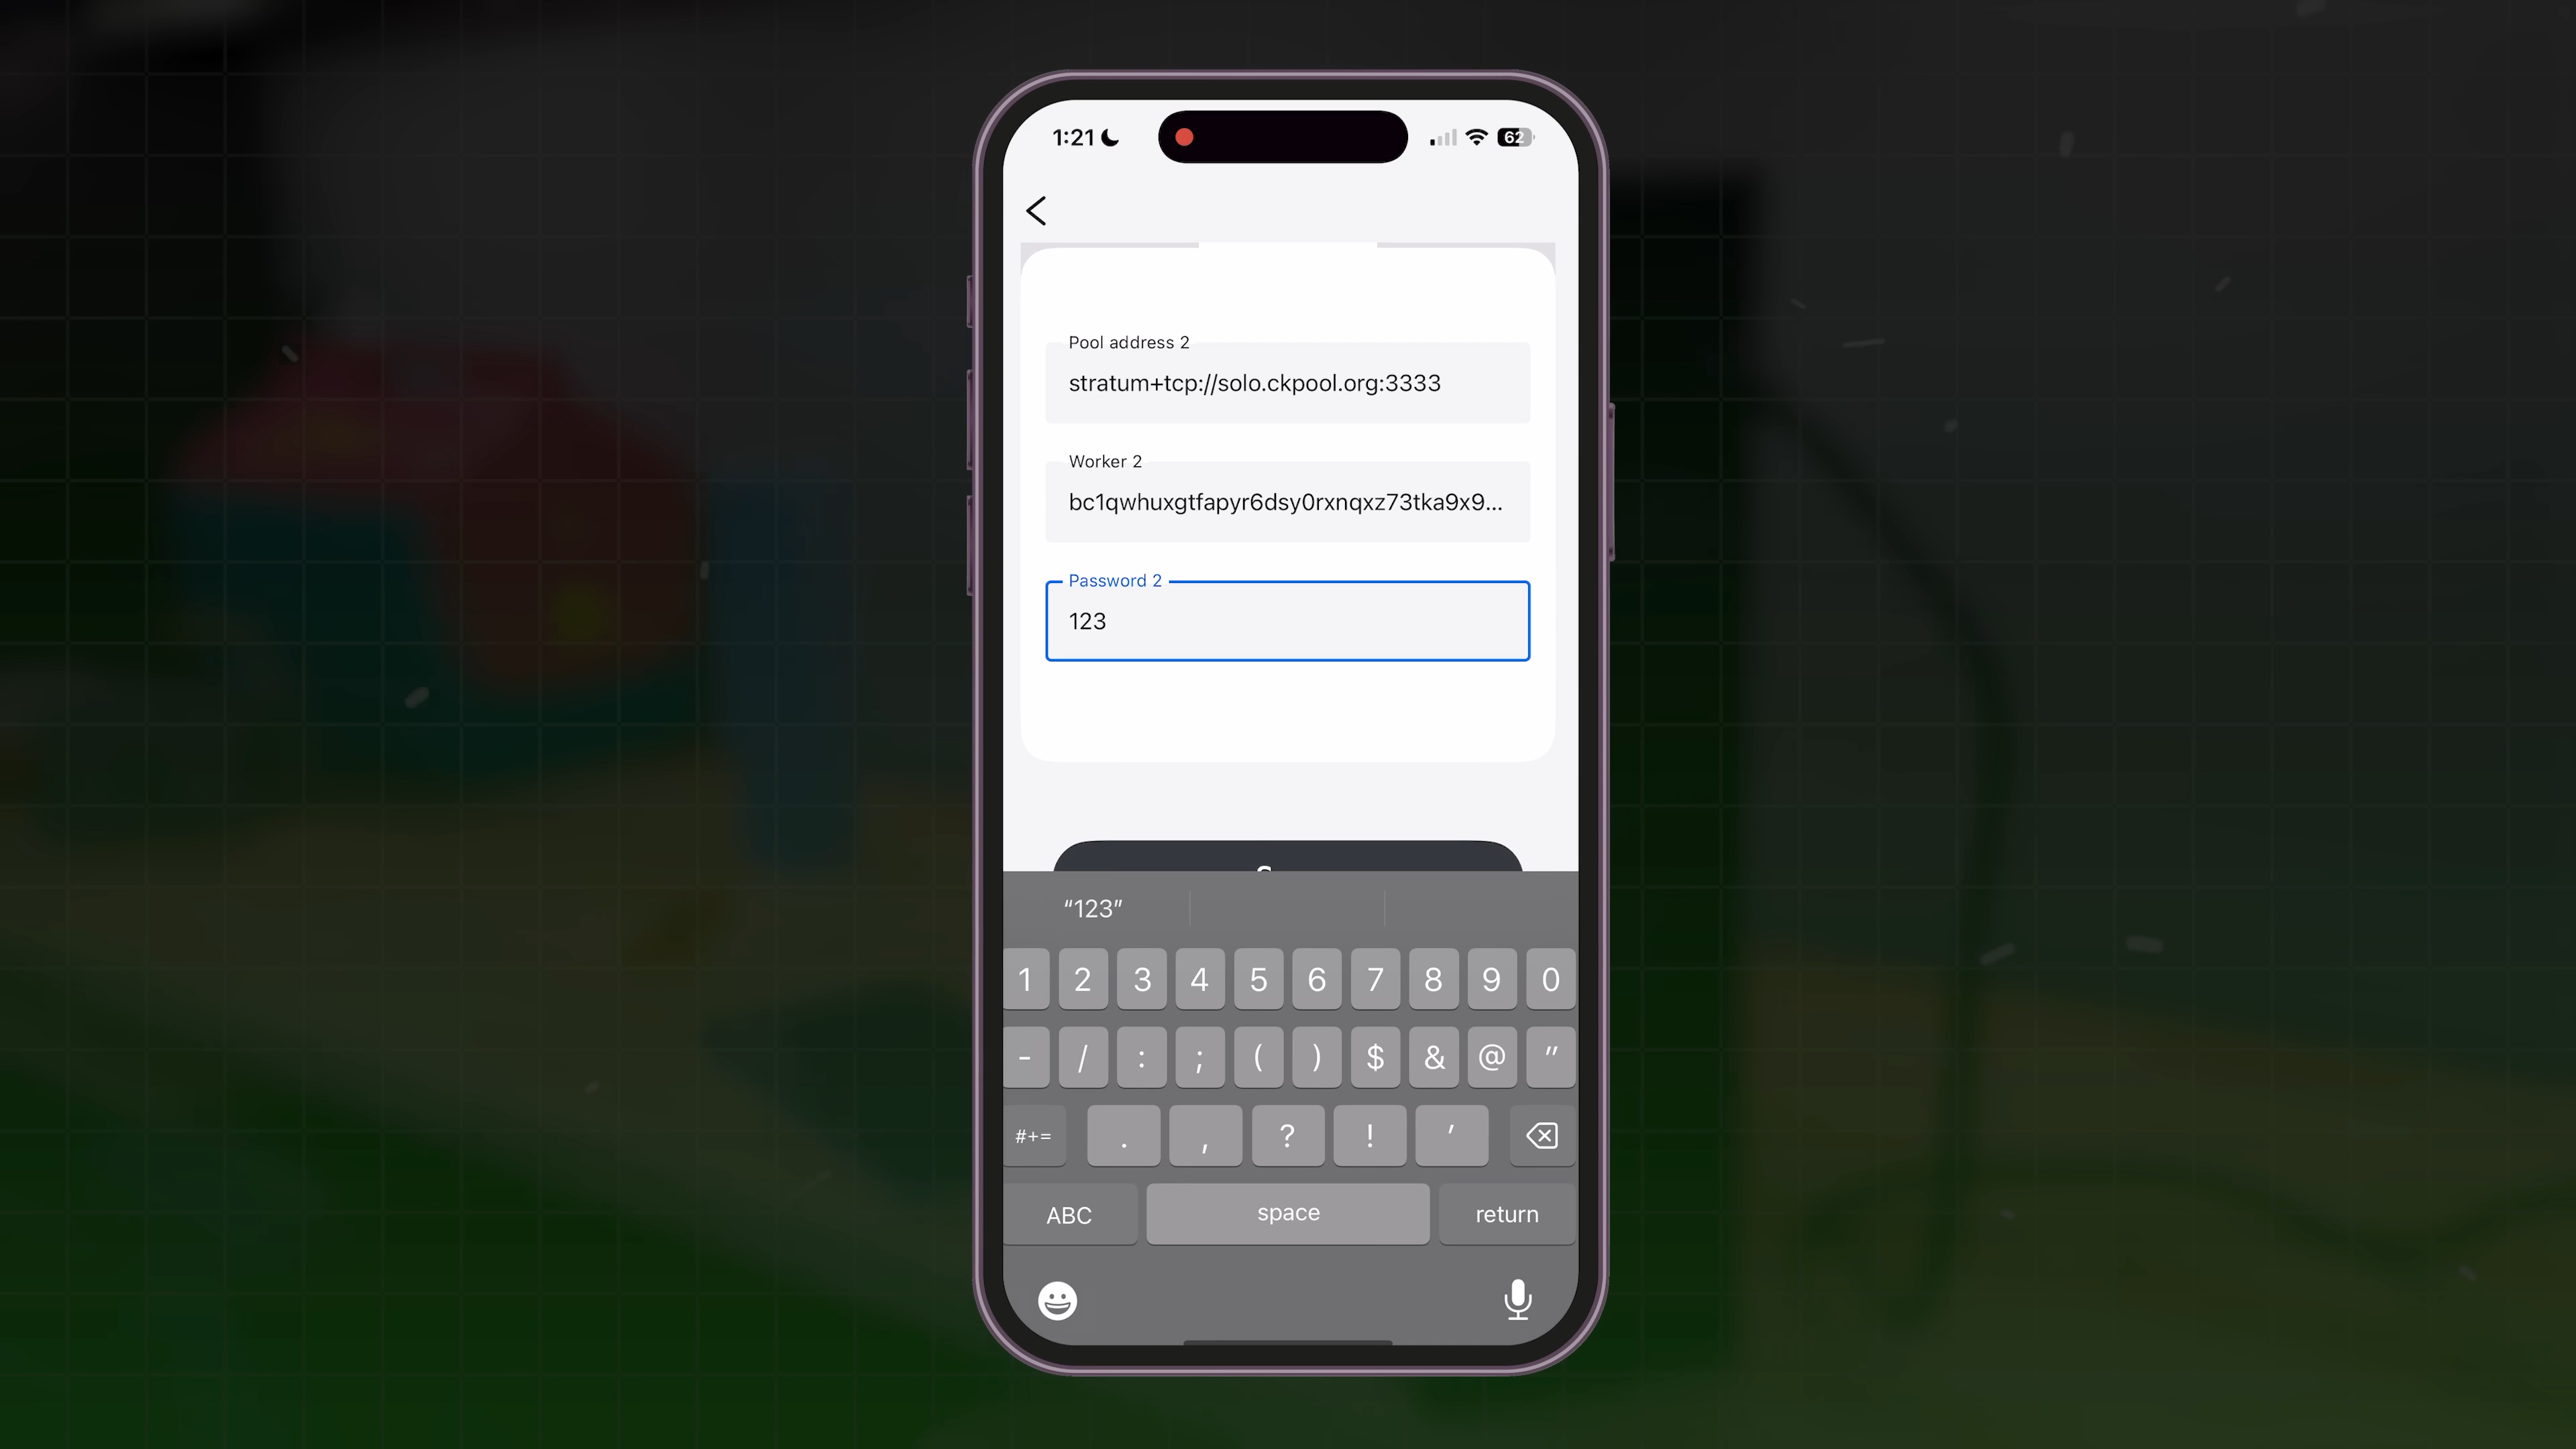 1:21
62
Pool address 2
stratum+tcp://solo.ckpool.org:3333
Worker 2
bc1qwhuxgtfapyr6dsy0rxnqxz73tka9x9...
Password 2
123
“123”
1 2 3 4 5 6 7 8 9 0
- / : ; ( ) $ & @ "
#+= . , ? ! '
ABC space return